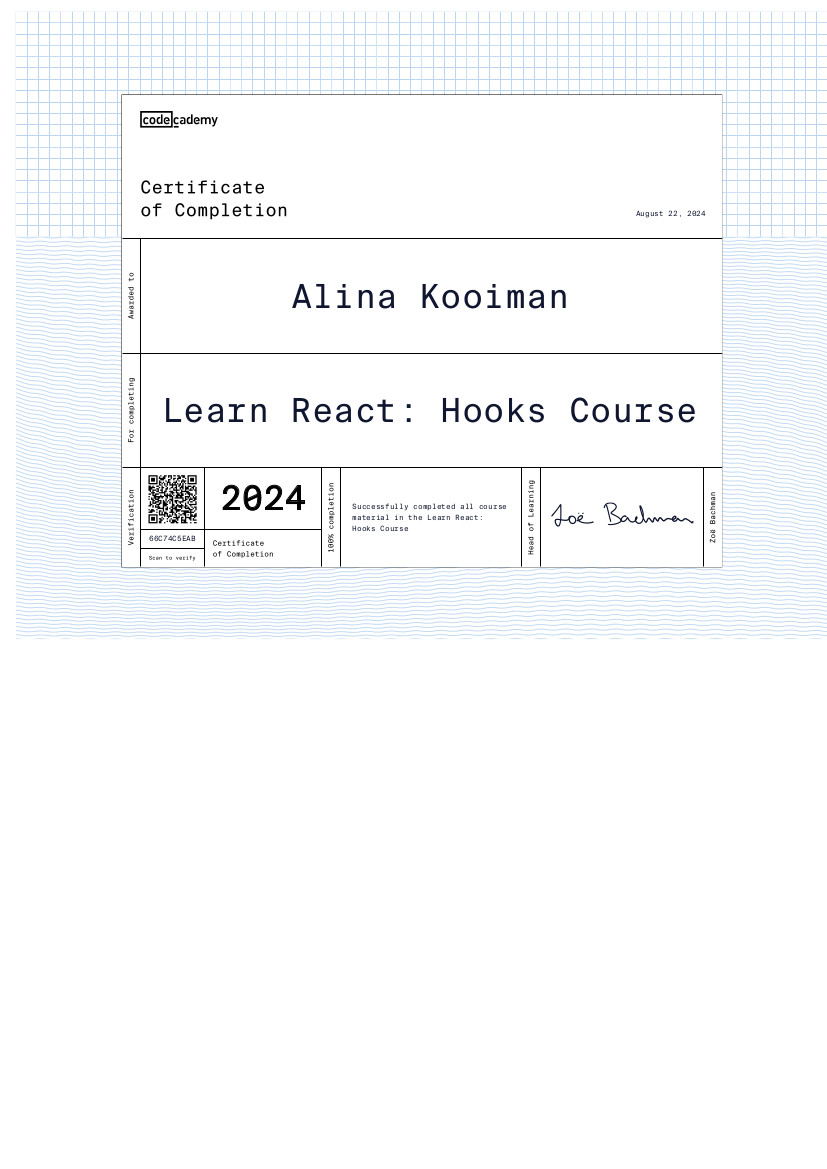 codecademy
Certificate
of Completion
August 22, 2024
Awarded to
Alina Kooiman
For completing
Learn React: Hooks Course
Verification
66C74C5EAB
Scan to verify
2024
Certificate
of Completion
100% completion
Successfully completed all course
material in the Learn React:
Hooks Course
Head of Learning
Zoë Bachman
Zoë Bachman